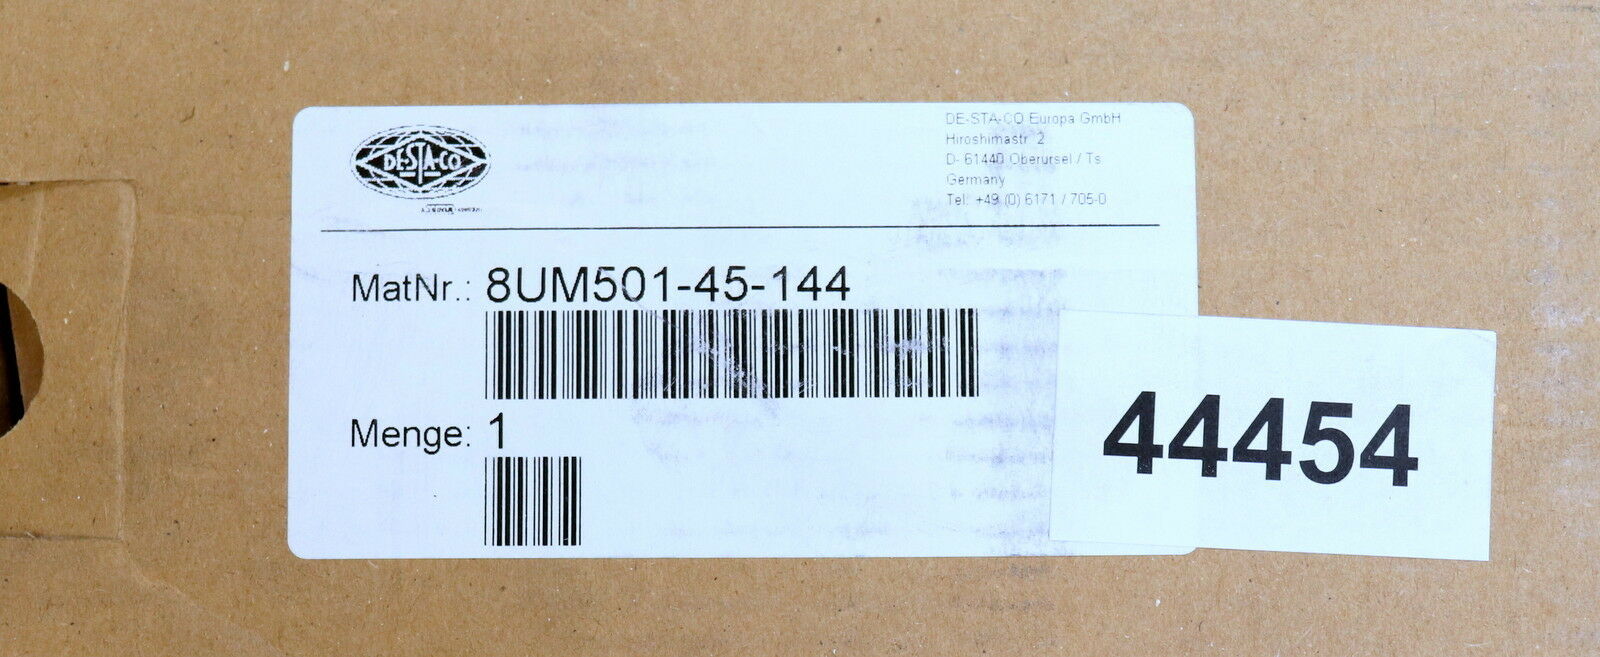 DE-STA-CO
DE-STA-CO Europa GmbH
Hiroshimastr. 2
D- 61440 Oberursel / Ts
Germany
Tel.: +49 (0) 6171 / 705-0
MatNr.: 8UM501-45-144
Menge: 1
44454